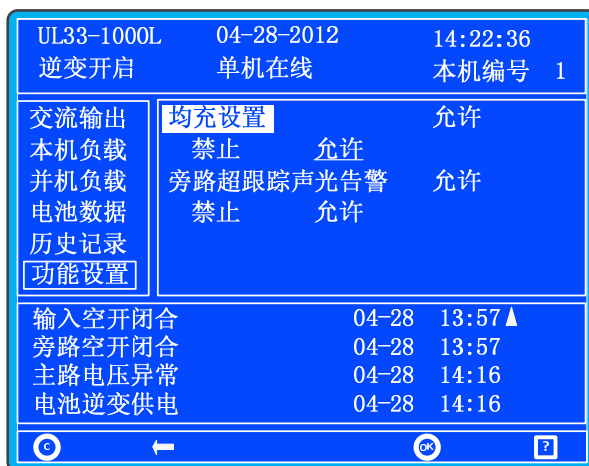 UL33-1000L 04-28-2012 14:22:36
逆变开启 单机在线 本机编号 1
交流输出 均充设置 允许
本机负载 禁止 允许
并机负载 旁路超跟踪声光告警 允许
电池数据 禁止 允许
历史记录
功能设置
输入空开闭合 04-28 13:57
旁路空开闭合 04-28 13:57
主路电压异常 04-28 14:16
电池逆变供电 04-28 14:16
C OK ?